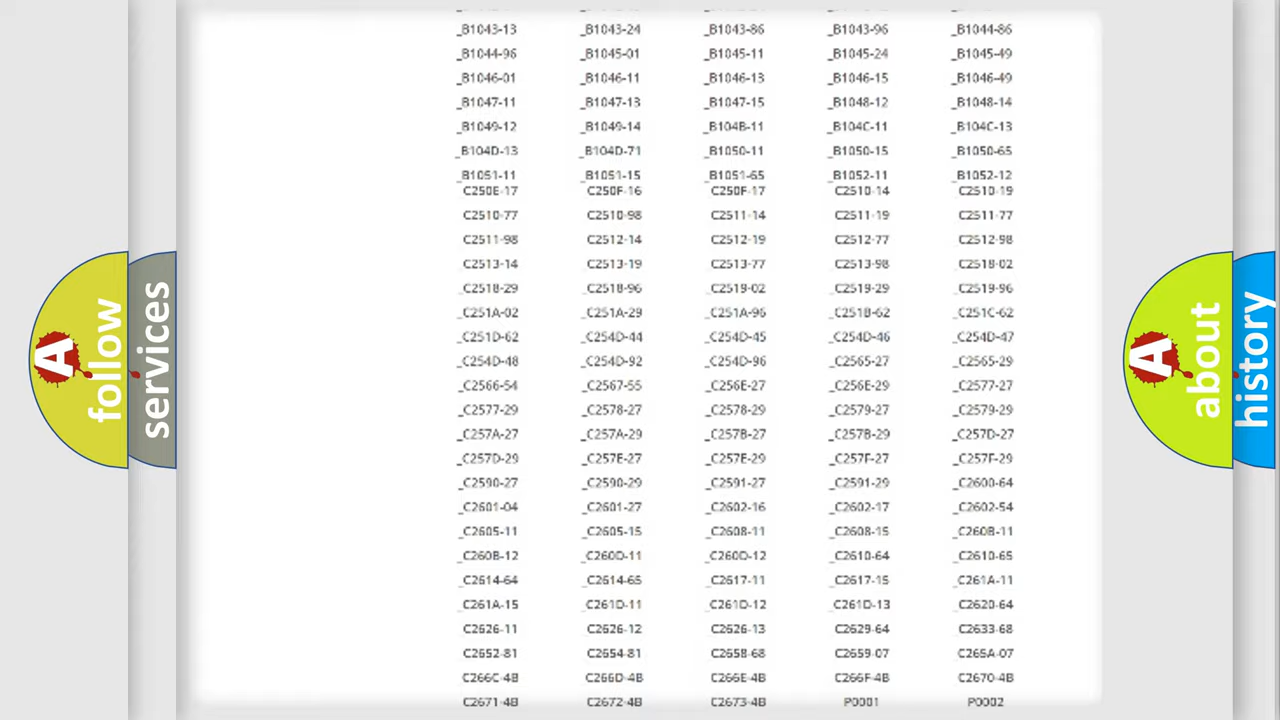 _B1043-13 _B1043-24 _B1043-86 _B1043-96 _B1044-86
_B1044-96 _B1045-01 _B1045-11 _B1045-24 _B1045-49
_B1046-01 _B1046-11 _B1046-13 _B1046-15 _B1046-49
_B1047-11 _B1047-13 _B1047-15 _B1048-12 _B1048-14
_B1049-12 _B1049-14 _B104B-11 _B104C-11 _B104C-13
_B104D-13 _B104D-71 _B1050-11 _B1050-15 _B1050-65
_B1051-11 _B1051-15 _B1051-65 _B1052-11 _B1052-12
C250E-17 C250F-16 C250F-17 C2510-14 C2510-19
C2510-77 C2510-98 C2511-14 C2511-19 C2511-77
C2511-98 C2512-14 C2512-19 C2512-77 C2512-98
C2513-14 C2513-19 C2513-77 C2513-98 _C2518-02
_C2518-29 _C2518-96 _C2519-02 _C2519-29 _C2519-96
_C251A-02 _C251A-29 _C251A-96 _C251B-62 _C251C-62
_C251D-62 _C254D-44 _C254D-45 _C254D-46 _C254D-47
_C254D-48 _C254D-92 _C254D-96 _C2565-27 _C2565-29
_C2566-54 _C2567-55 _C256E-27 _C256E-29 _C2577-27
_C2577-29 _C2578-27 _C2578-29 _C2579-27 _C2579-29
_C257A-27 _C257A-29 _C257B-27 _C257B-29 _C257D-27
_C257D-29 _C257E-27 _C257E-29 _C257F-27 _C257F-29
_C2590-27 _C2590-29 _C2591-27 _C2591-29 _C2600-64
_C2601-04 _C2601-27 _C2602-16 _C2602-17 _C2602-54
_C2605-11 _C2605-15 _C2608-11 _C2608-15 _C260B-11
_C260B-12 _C260D-11 _C260D-12 _C2610-64 _C2610-65
_C2614-64 _C2614-65 _C2617-11 _C2617-15 _C261A-11
_C261A-15 _C261D-11 _C261D-12 _C261D-13 _C2620-64
C2626-11 C2626-12 C2626-13 C2629-64 C2633-68
C2652-81 C2654-81 C2658-68 C2659-07 C265A-07
C266C-4B C266D-4B C266E-4B C266F-4B C2670-4B
C2671-4B C2672-4B C2673-4B P0001 P0002
A follow
services
A about
history